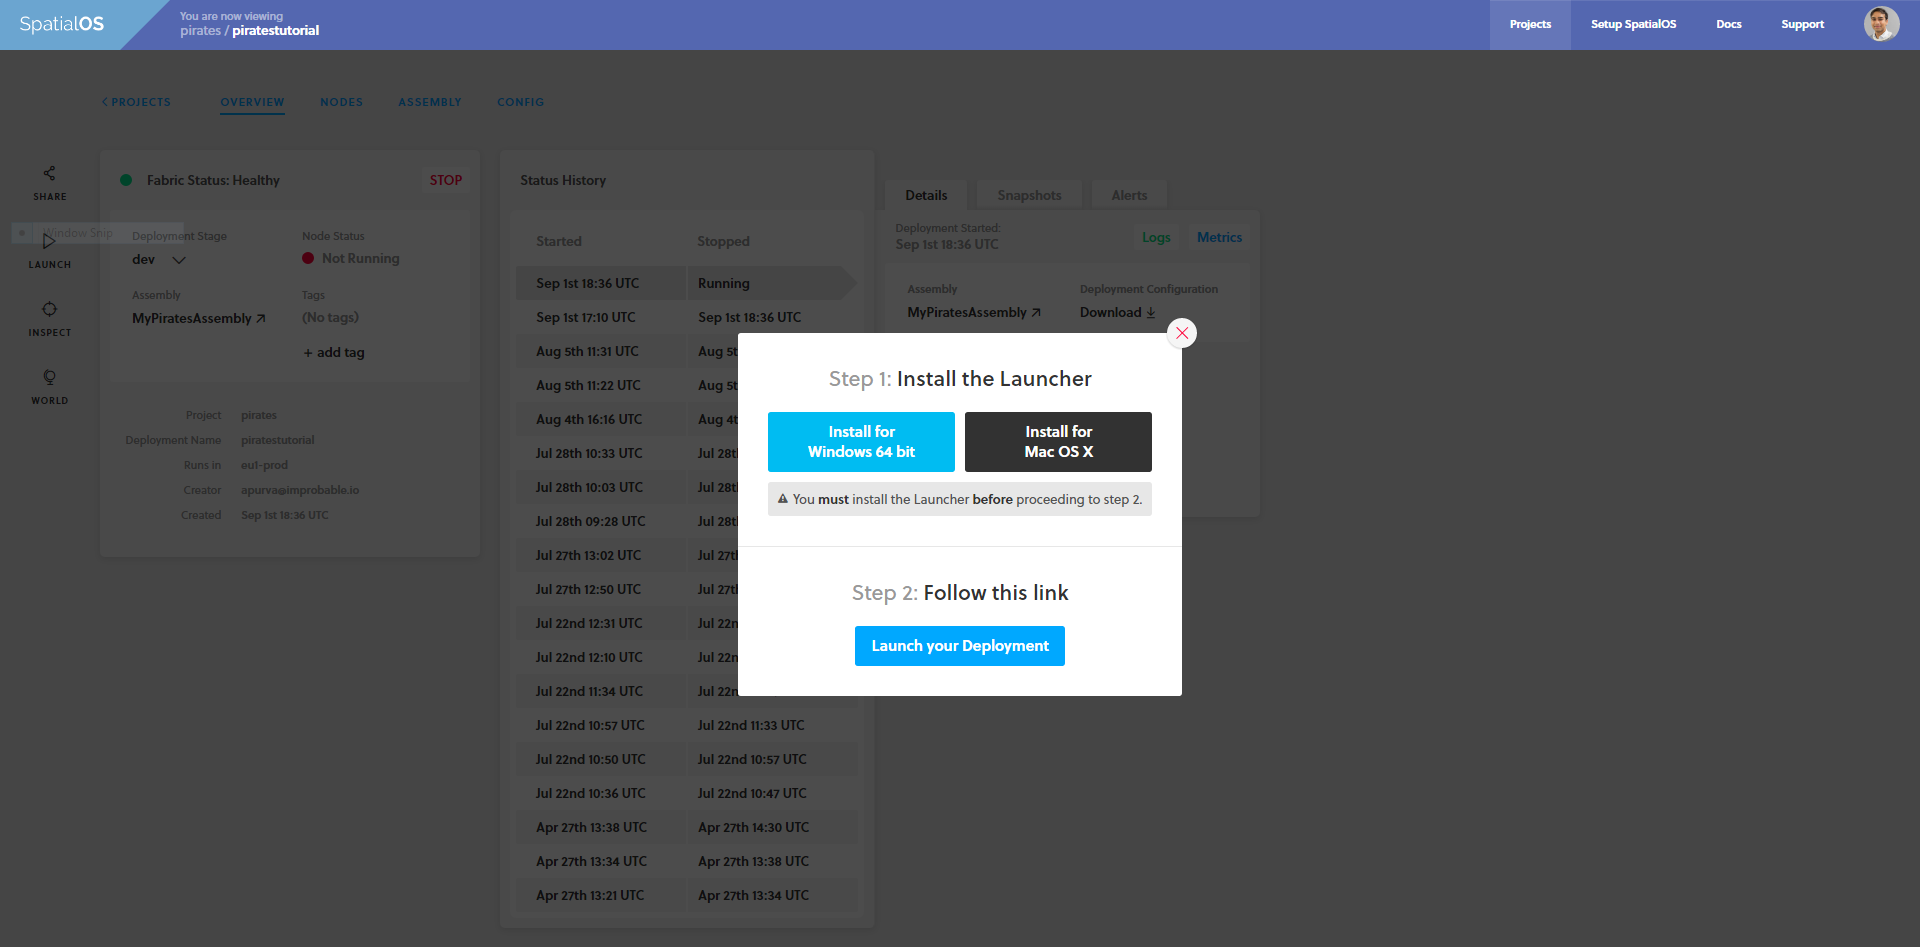 SpatialOS
You are now viewing
pirates / piratestutorial
Projects
Setup SpatialOS
Docs
Support
PROJECTS
OVERVIEW
NODES
ASSEMBLY
CONFIG
SHARE
Window Snip
LAUNCH
INSPECT
WORLD
Fabric Status: Healthy
STOP
Deployment Stage
dev
Node Status
Not Running
Assembly
MyPiratesAssembly
Tags
(No tags)
+ add tag
Project pirates
Deployment Name piratestutorial
Runs in eu1-prod
Creator apurva@improbable.io
Created Sep 1st 18:36 UTC
Status History
Started Stopped
Sep 1st 18:36 UTC Running
Sep 1st 17:10 UTC Sep 1st 18:36 UTC
Aug 5th 11:31 UTC Aug 5t
Aug 5th 11:22 UTC Aug 5t
Aug 4th 16:16 UTC Aug 4t
Jul 28th 10:33 UTC Jul 28t
Jul 28th 10:03 UTC Jul 28t
Jul 28th 09:28 UTC Jul 28t
Jul 27th 13:02 UTC Jul 27t
Jul 27th 12:50 UTC Jul 27t
Jul 22nd 12:31 UTC Jul 22n
Jul 22nd 12:10 UTC Jul 22n
Jul 22nd 11:34 UTC Jul 22n
Jul 22nd 10:57 UTC Jul 22nd 11:33 UTC
Jul 22nd 10:50 UTC Jul 22nd 10:57 UTC
Jul 22nd 10:36 UTC Jul 22nd 10:47 UTC
Apr 27th 13:38 UTC Apr 27th 14:30 UTC
Apr 27th 13:34 UTC Apr 27th 13:38 UTC
Apr 27th 13:21 UTC Apr 27th 13:34 UTC
Details
Snapshots
Alerts
Deployment Started:
Sep 1st 18:36 UTC
Logs
Metrics
Assembly
MyPiratesAssembly
Deployment Configuration
Download
Step 1: Install the Launcher
Install for
Windows 64 bit
Install for
Mac OS X
You must install the Launcher before proceeding to step 2.
Step 2: Follow this link
Launch your Deployment